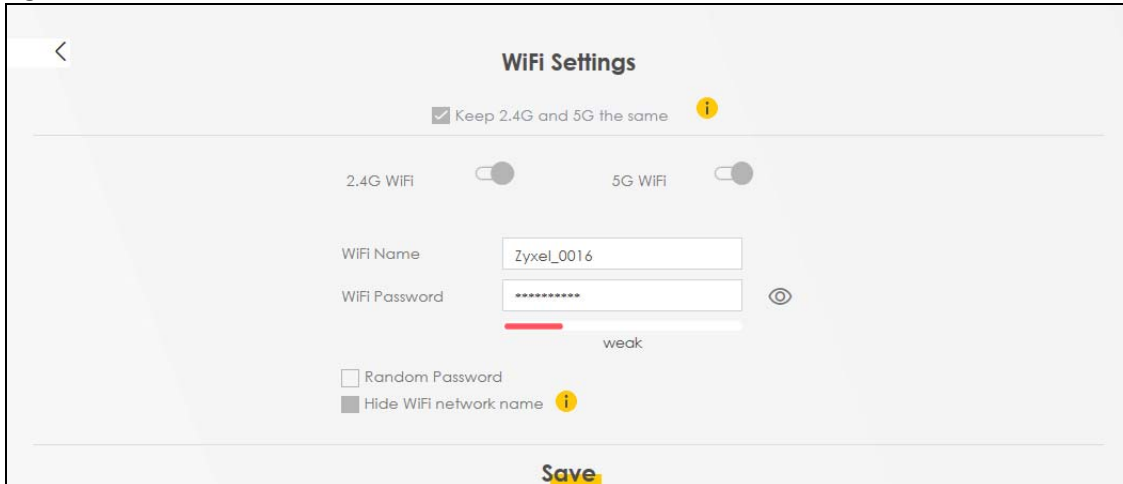 WiFi Settings
Keep 2.4G and 5G the same i
2.4G WiFi 5G WiFi
WiFi Name Zyxel_0016
WiFi Password **********
weak
Random Password
Hide WiFi network name i
Save